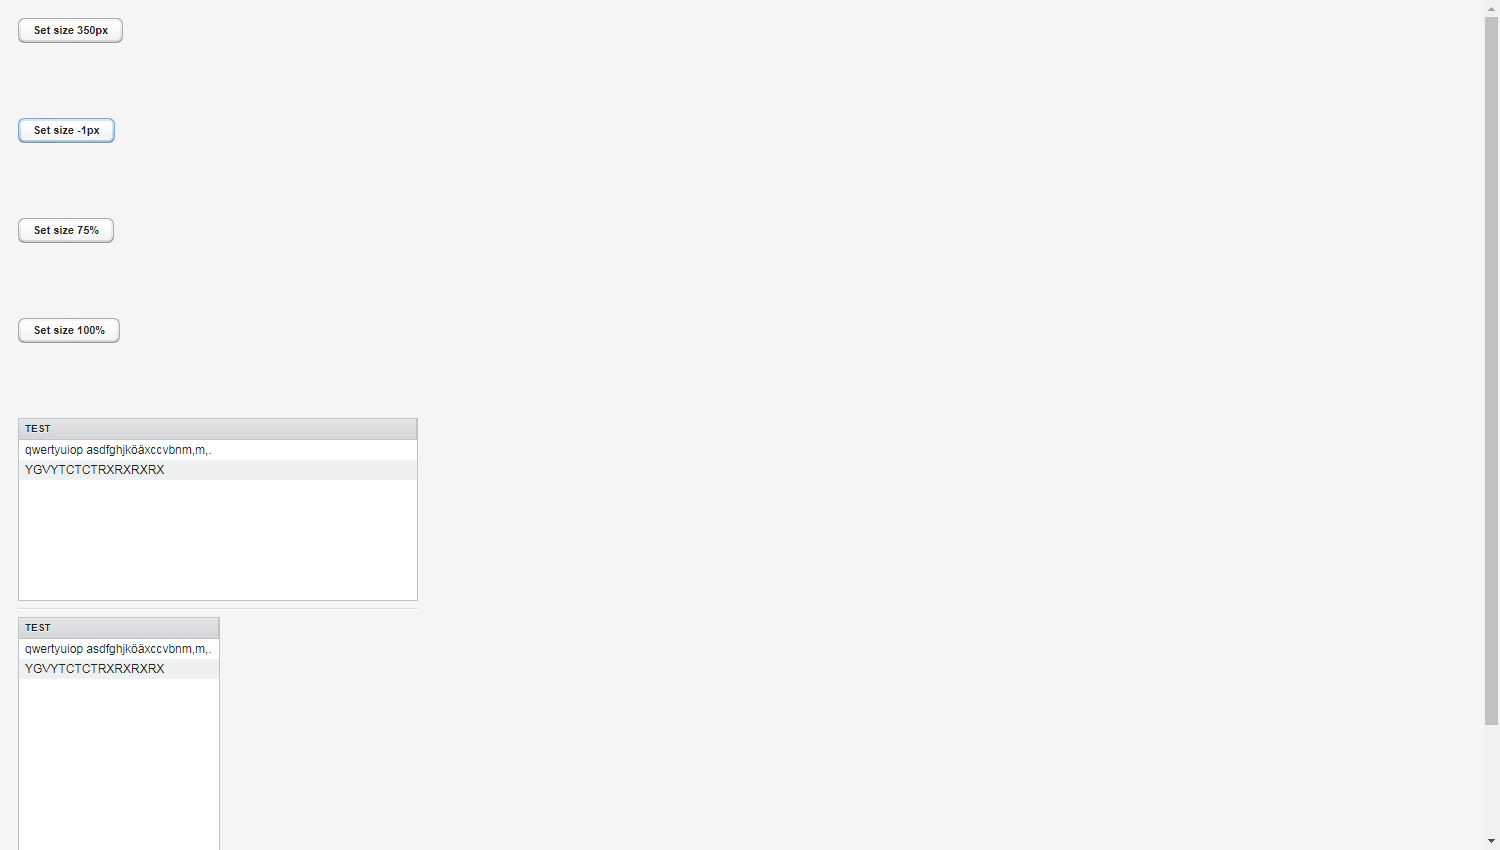 Set size 350px
Set size -1px
Set size 75%
Set size 100%
TEST
qwertyuiop asdfghjköäxccvbnm,m,.
YGVYTCTCTRXRXRXRX
TEST
qwertyuiop asdfghjköäxccvbnm,m,.
YGVYTCTCTRXRXRXRX